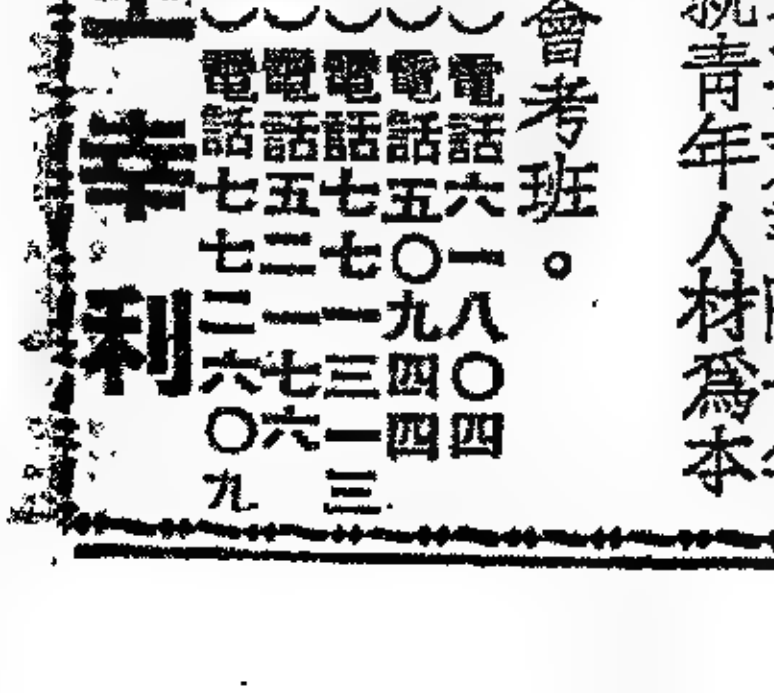 青年人材爲本
會考班。
）電話六一八〇四
）電話五〇九四四
）電話七七一三一三
）電話五二一七六
）電話七七二六〇九
幸利